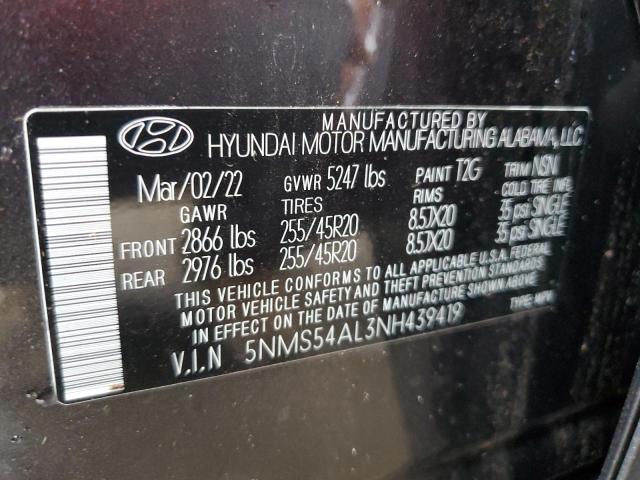 MANUFACTURED BY
HYUNDAI MOTOR MANUFACTURING ALABAMA, LLC
Mar/02/22 GVWR 5247 lbs PAINT T2G TRIM NSN
GAWR TIRES RIMS COLD TIRE INFL
FRONT 2866 lbs 255/45R20 8.5JX20 35 psi SINGLE
REAR 2976 lbs 255/45R20 8.5JX20 35 psi SINGLE
THIS VEHICLE CONFORMS TO ALL APPLICABLE U.S.A. FEDERAL
MOTOR VEHICLE SAFETY AND THEFT PREVENTION STANDARDS
IN EFFECT ON THE DATE OF MANUFACTURE SHOWN ABOVE.
V.I.N 5NMS54AL3NH439419 TYPE: MPV